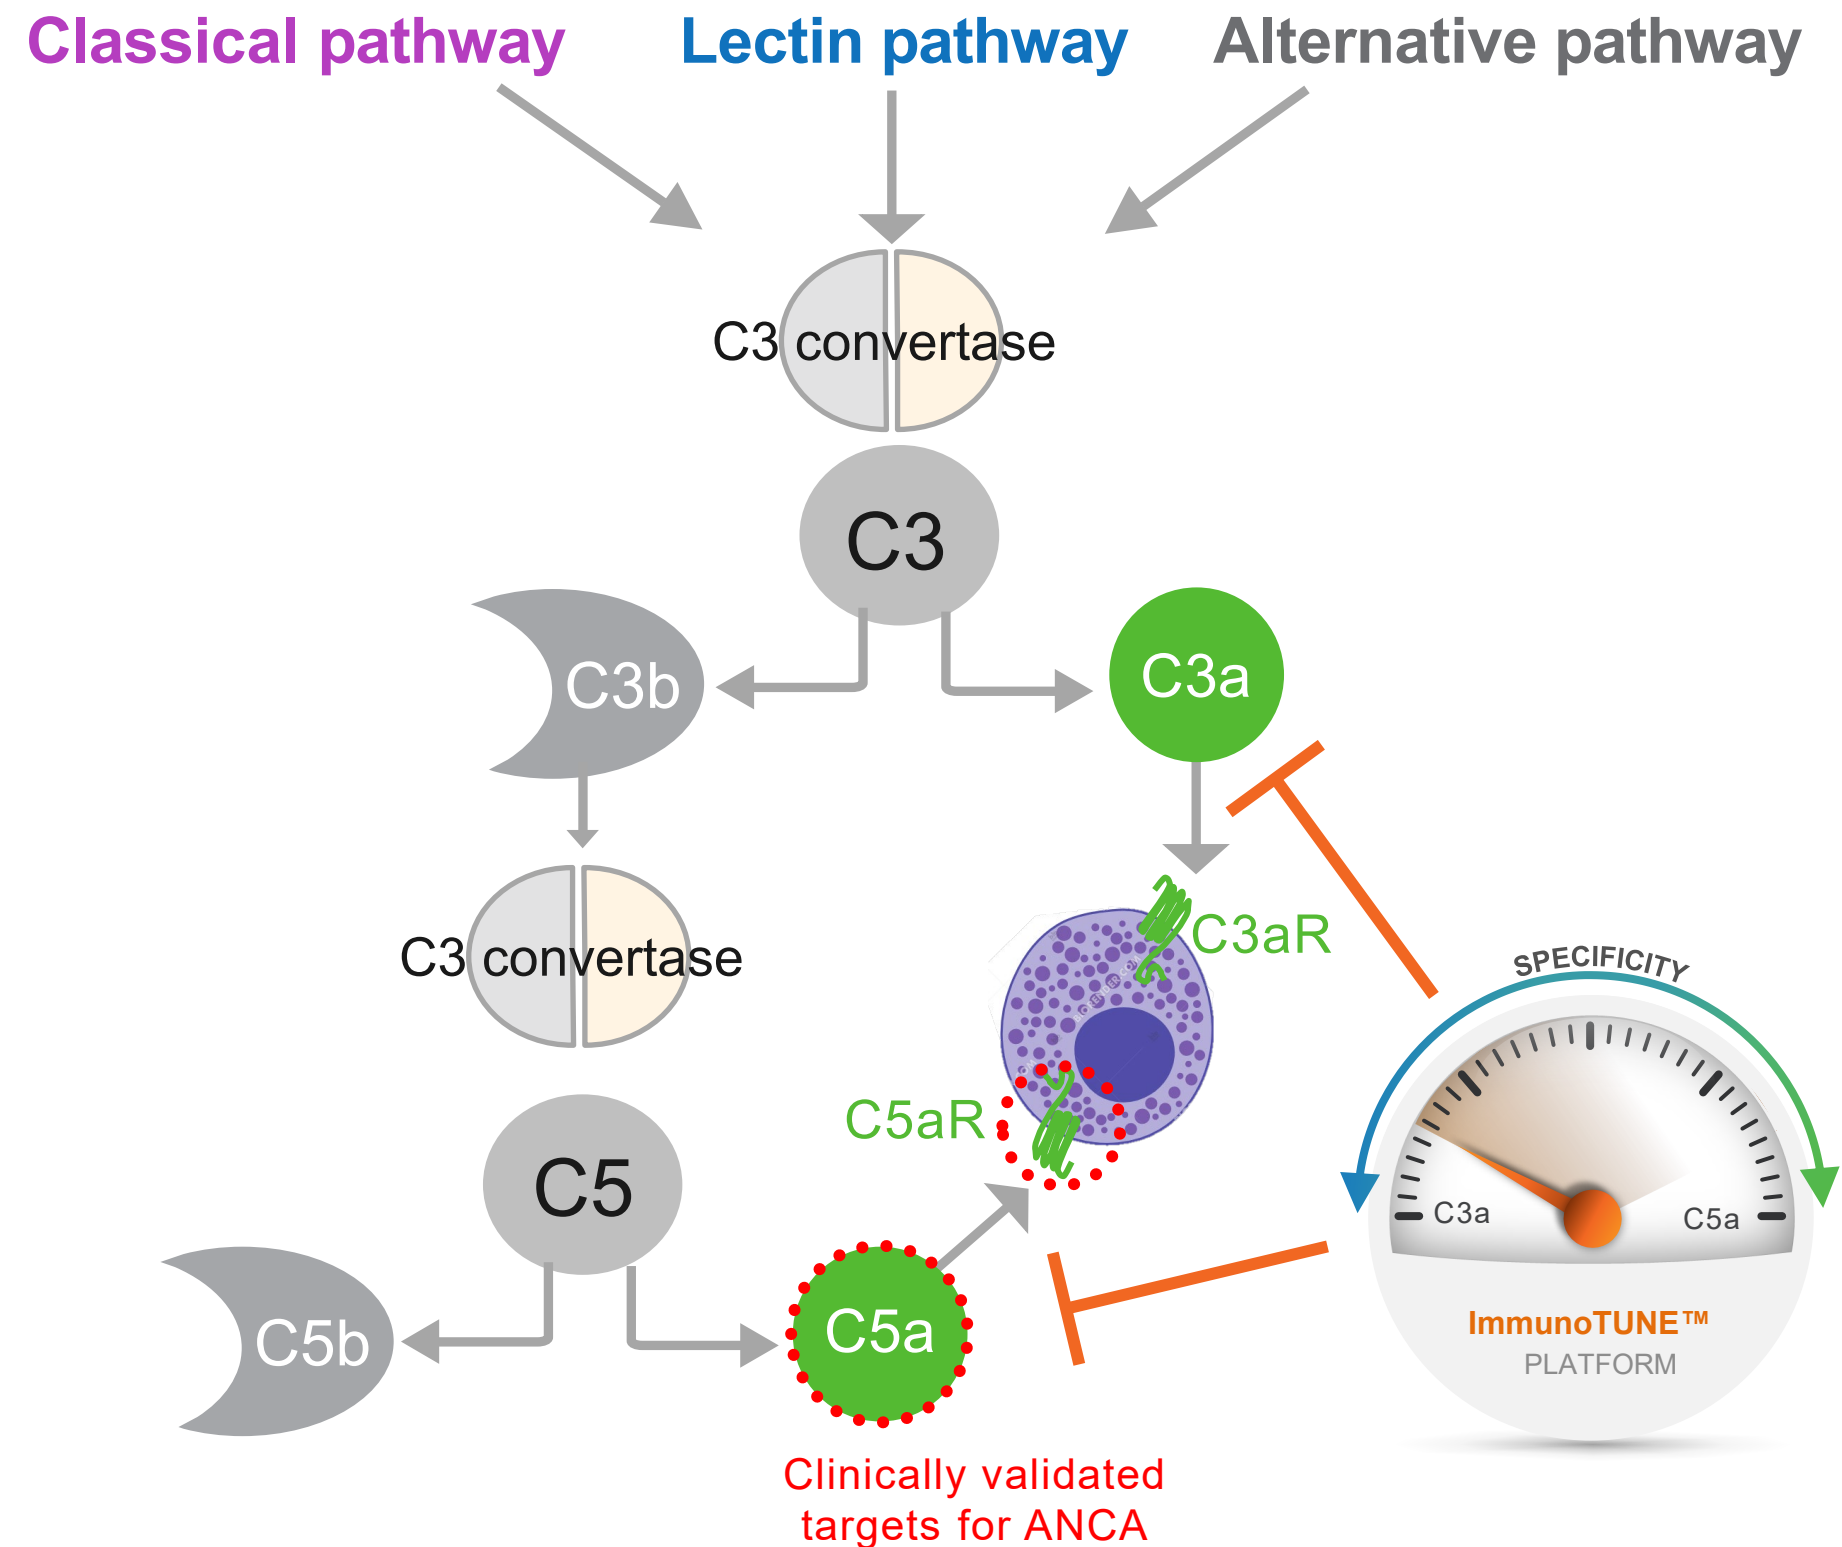 Classical pathway
Lectin pathway
Alternative pathway
C3 convertase
C3
C3b
C3a
C3 convertase
C3aR
C5aR
C5
C5b
C5a
Clinically validated
targets for ANCA
SPECIFICITY
C3a
C5a
ImmunoTUNE™
PLATFORM